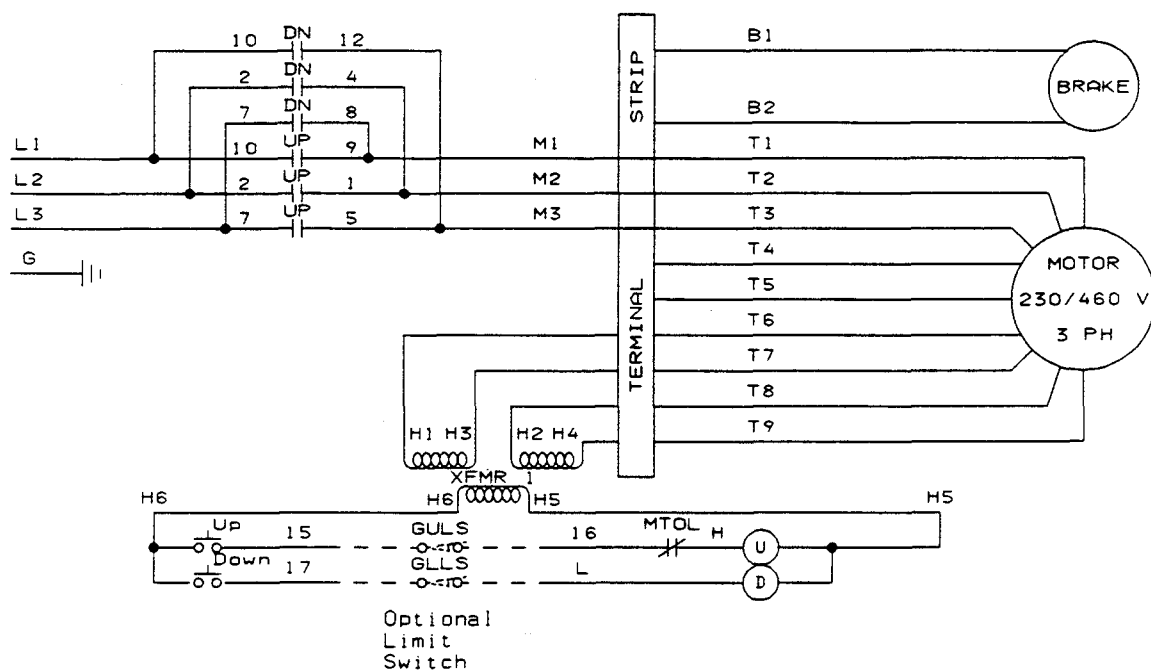 DN
10 12
DN
2 4
DN
7 8
L1 10 UP 9 M1 T1
L2 2 UP 1 M2 T2
L3 7 UP 5 M3 T3
G
TERMINAL STRIP
B1
BRAKE
B2
T4
T5
T6
T7
T8
T9
MOTOR
230/460 V
3 PH
H1 H3 H2 H4
XFMR 1
H6 H6 H5 H5
Up 15 GULS 16 MTOL H U
Down 17 GLLS L D
Optional
Limit
Switch